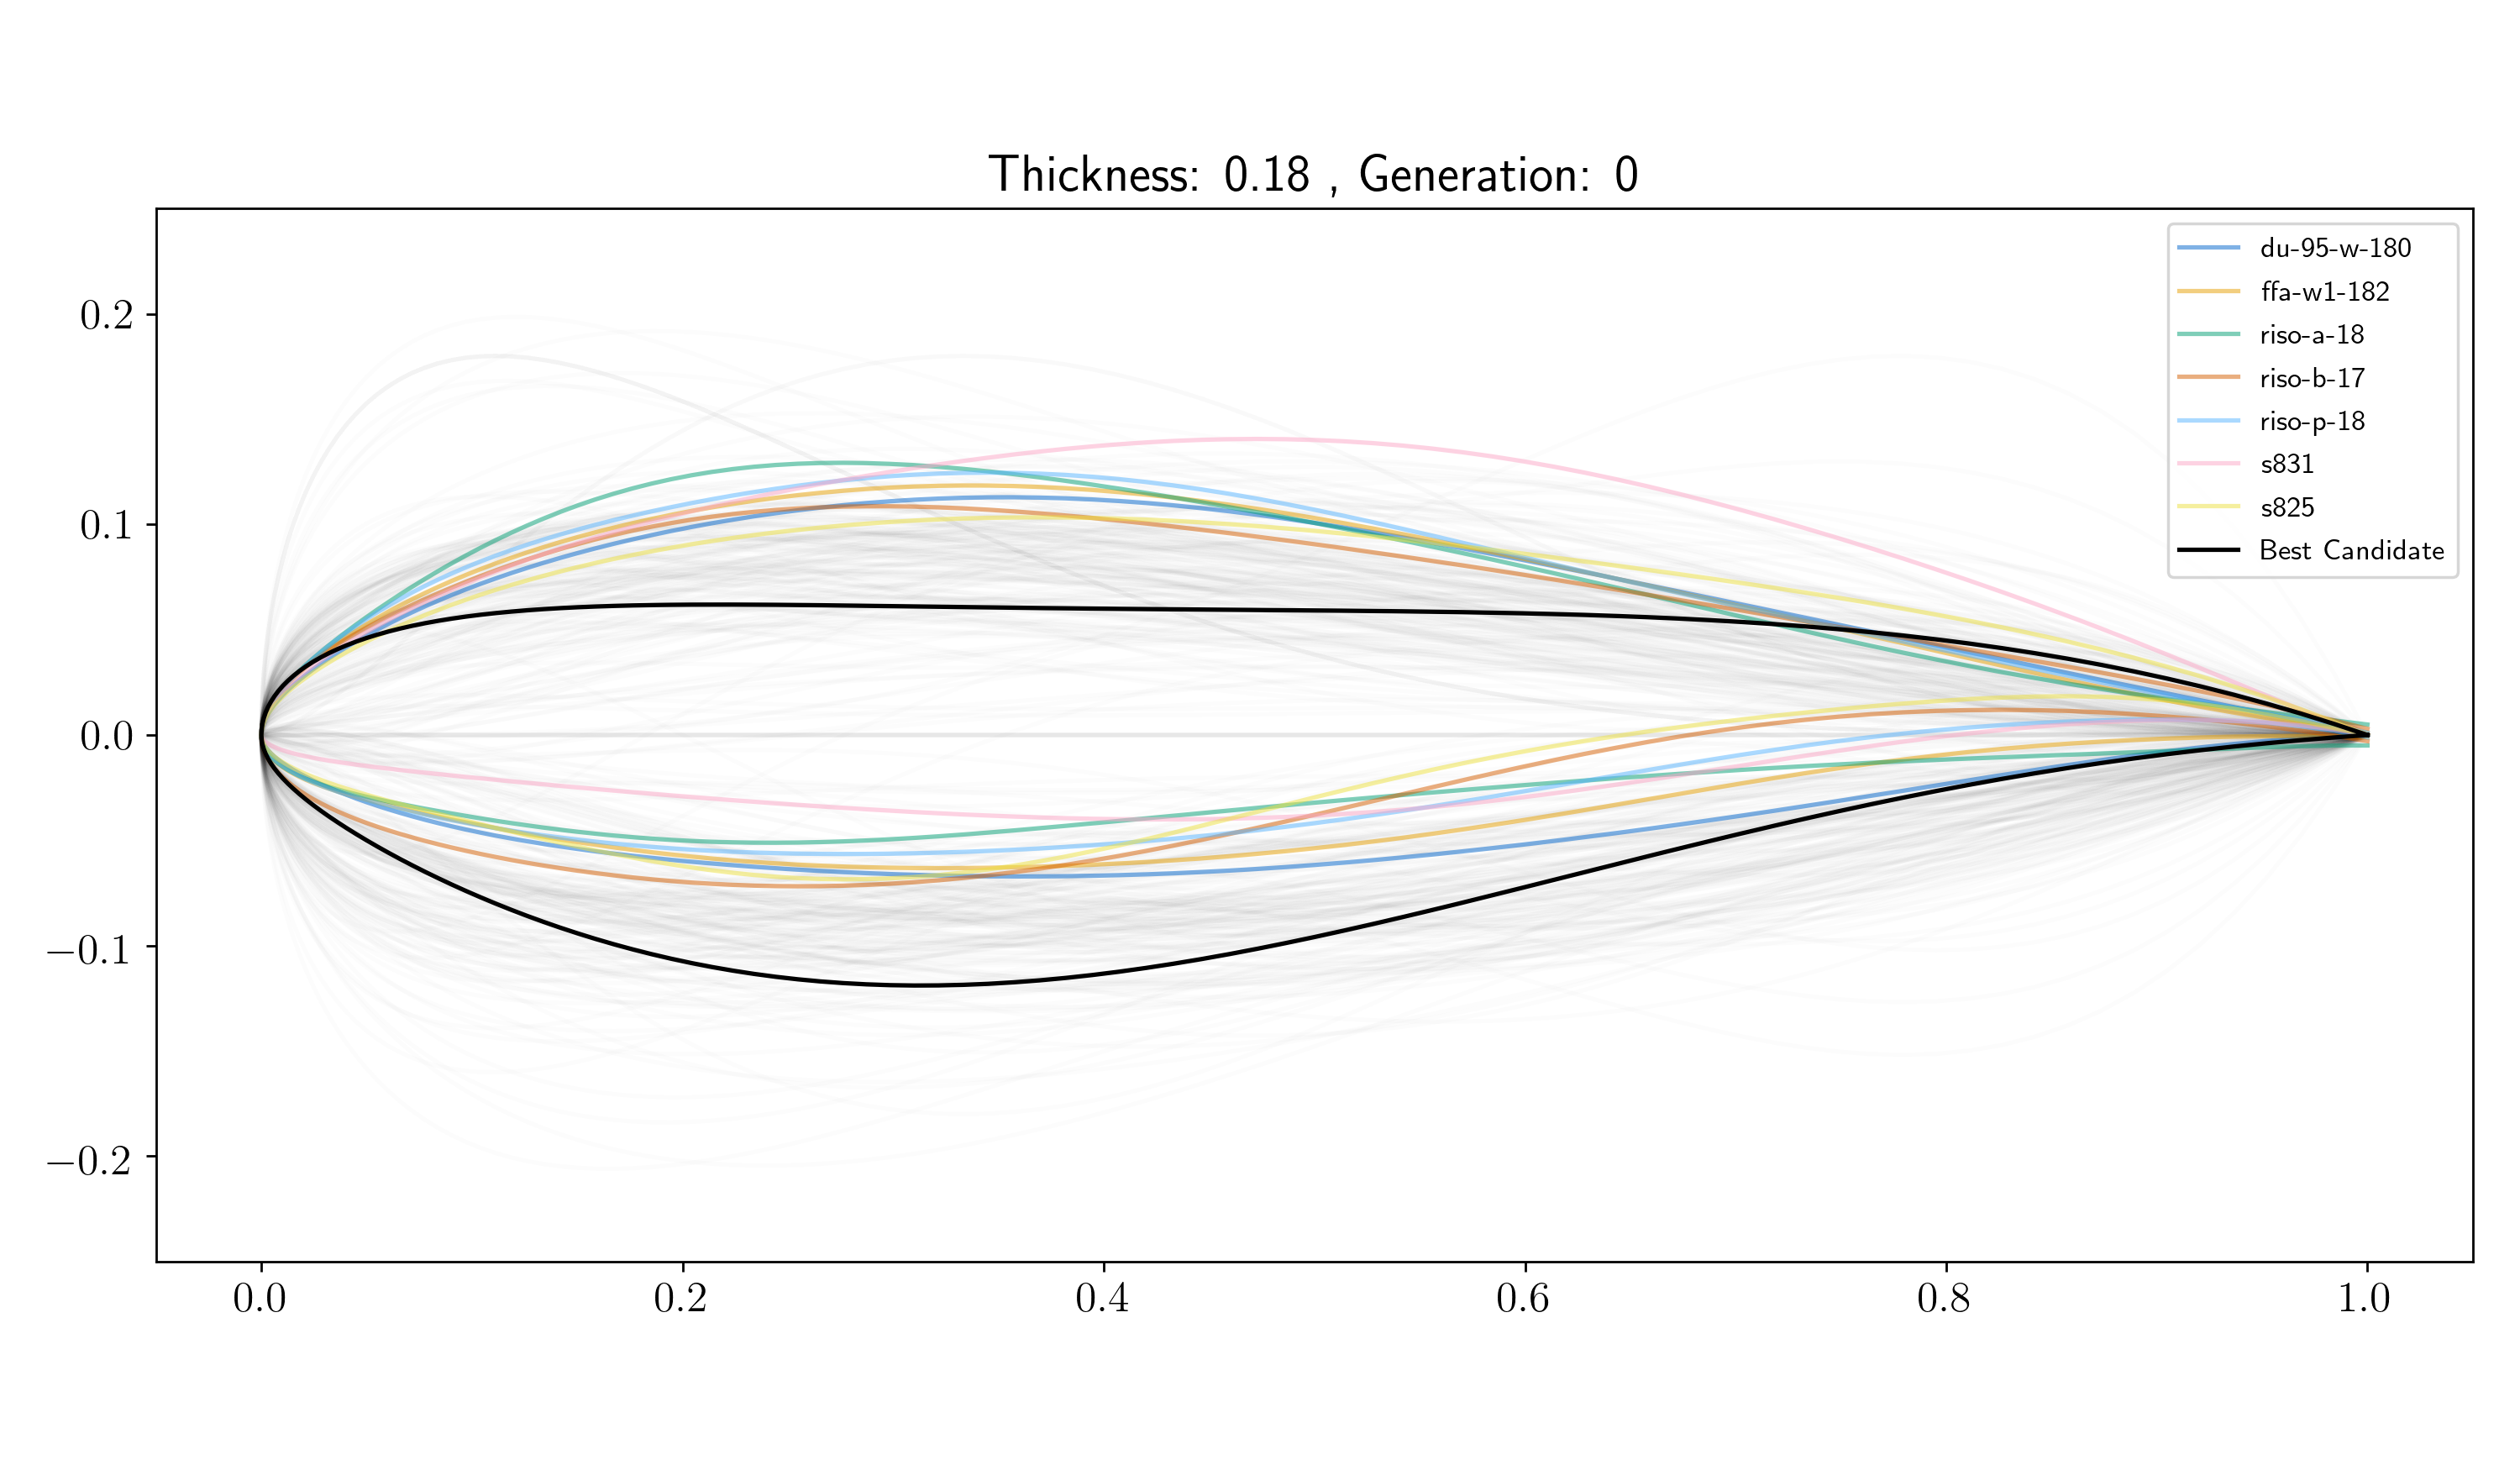 Thickness: 0.18 , Generation: 0
du-95-w-180
ffa-w1-182
riso-a-18
riso-b-17
riso-p-18
s831
s825
Best Candidate
0.2
0.1
0.0
−0.1
−0.2
0.0 0.2 0.4 0.6 0.8 1.0